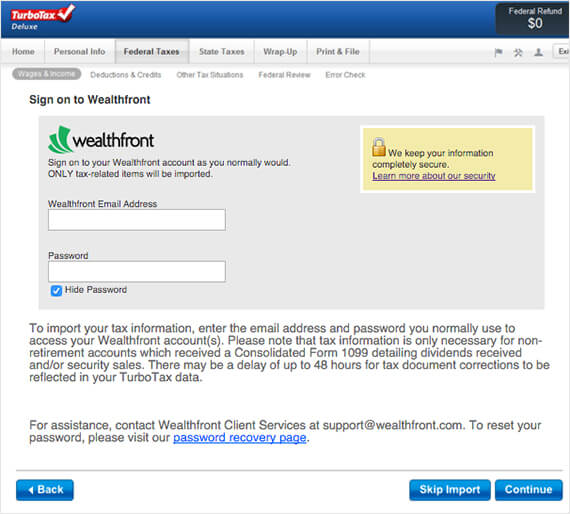 TurboTax
Deluxe
Federal Refund
$0
Home Personal Info Federal Taxes State Taxes Wrap-Up Print & File
Wages & Income Deductions & Credits Other Tax Situations Federal Review Error Check
Sign on to Wealthfront
wealthfront
Sign on to your Wealthfront account as you normally would.
ONLY tax-related items will be imported.
We keep your information
completely secure.
Learn more about our security
Wealthfront Email Address
Password
Hide Password
To import your tax information, enter the email address and password you normally use to
access your Wealthfront account(s). Please note that tax information is only necessary for non-
retirement accounts which received a Consolidated Form 1099 detailing dividends received
and/or security sales. There may be a delay of up to 48 hours for tax document corrections to be
reflected in your TurboTax data.
For assistance, contact Wealthfront Client Services at support@wealthfront.com. To reset your
password, please visit our password recovery page.
Back Skip Import Continue